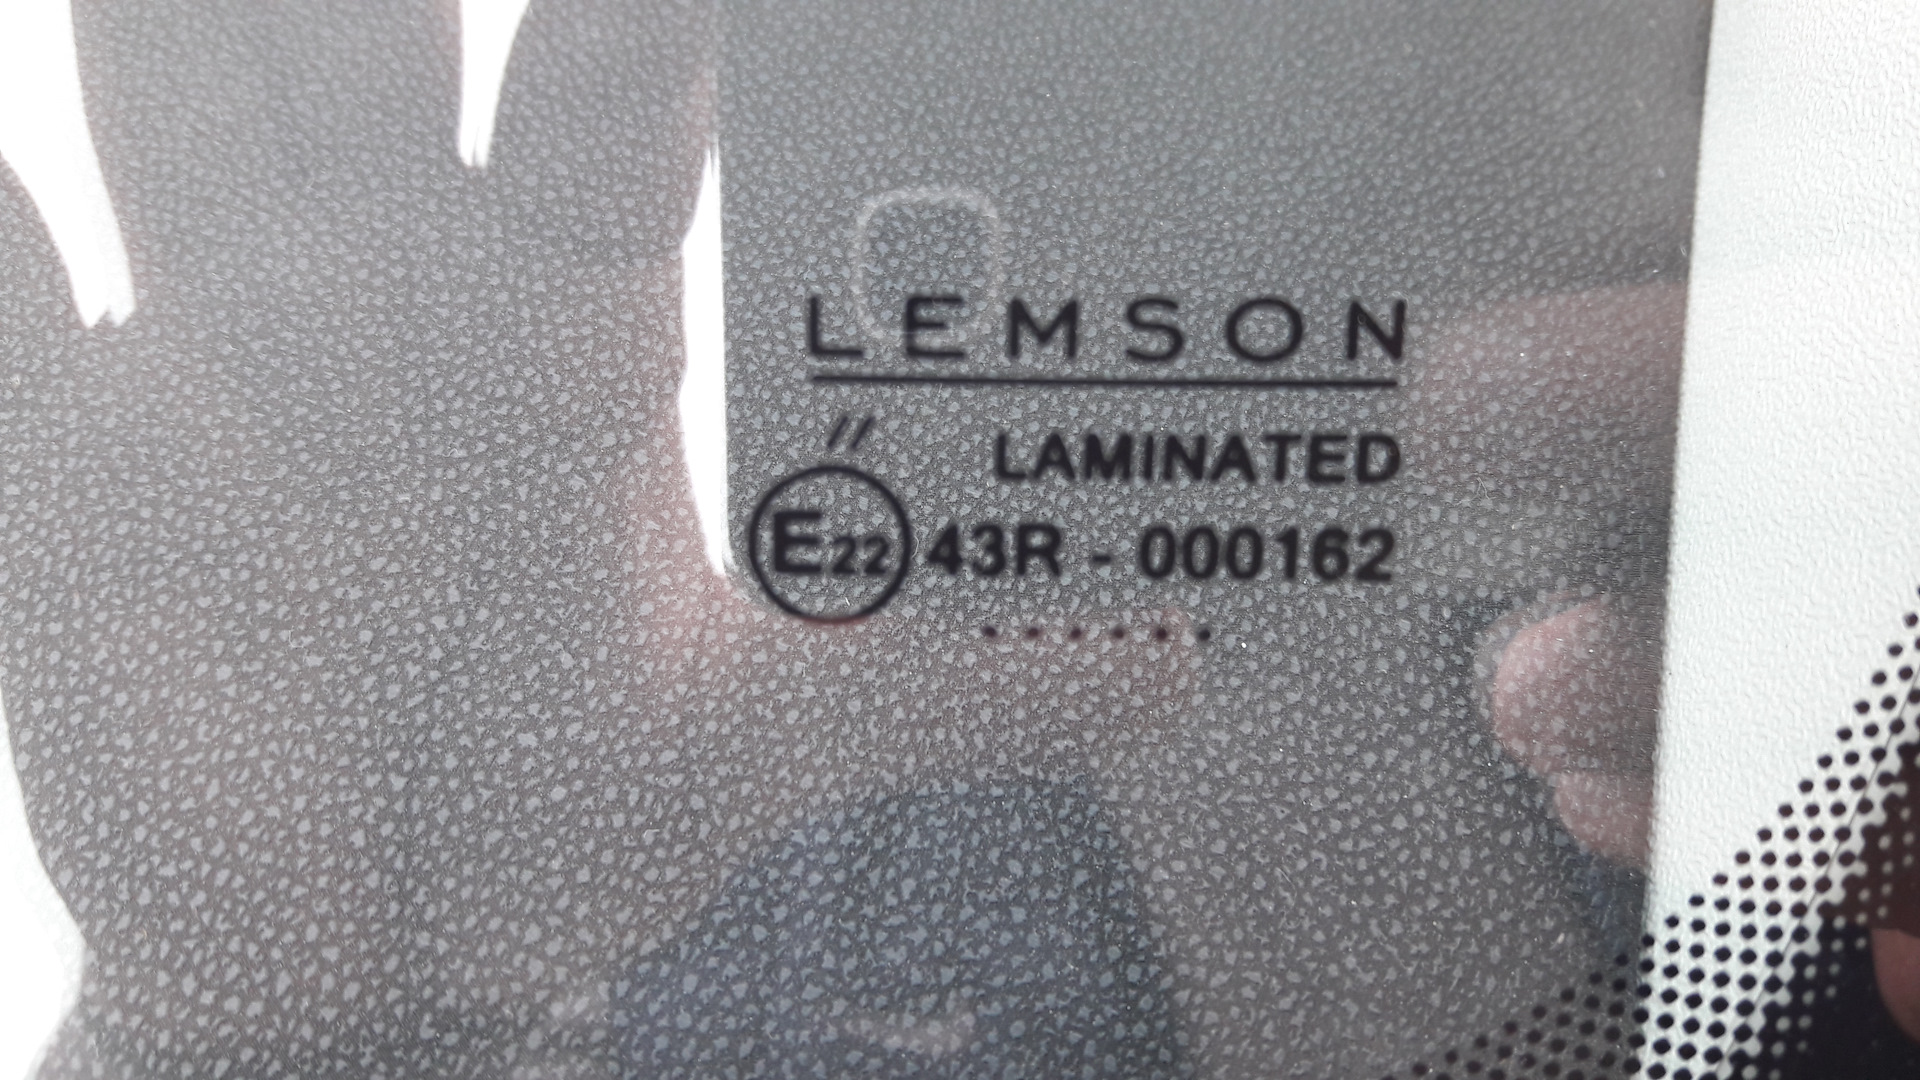 LEMSON
//
LAMINATED
E22 43R - 000162
......